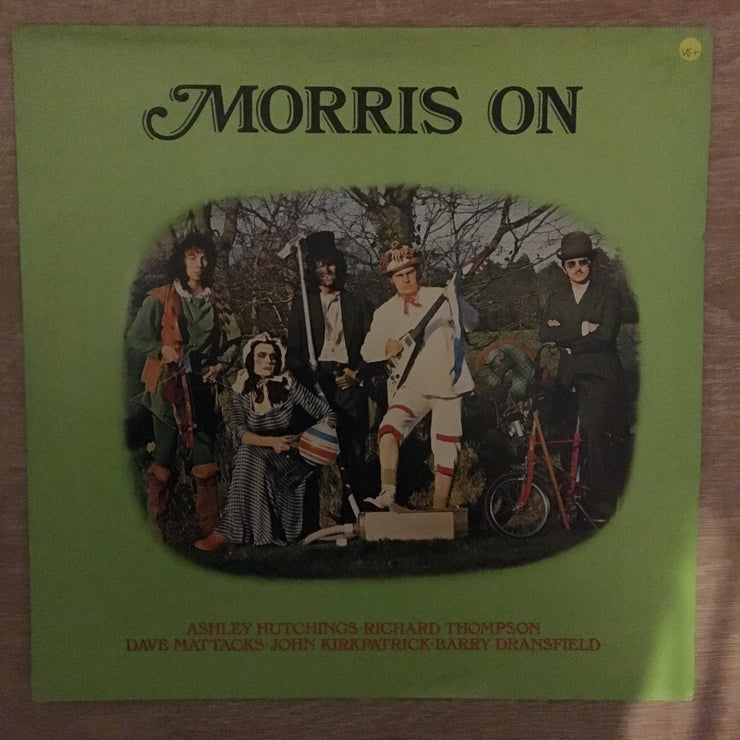 MORRIS ON
ASHLEY HUTCHINGS·RICHARD THOMPSON
DAVE MATTACKS·JOHN KIRKPATRICK·BARRY DRANSFIELD